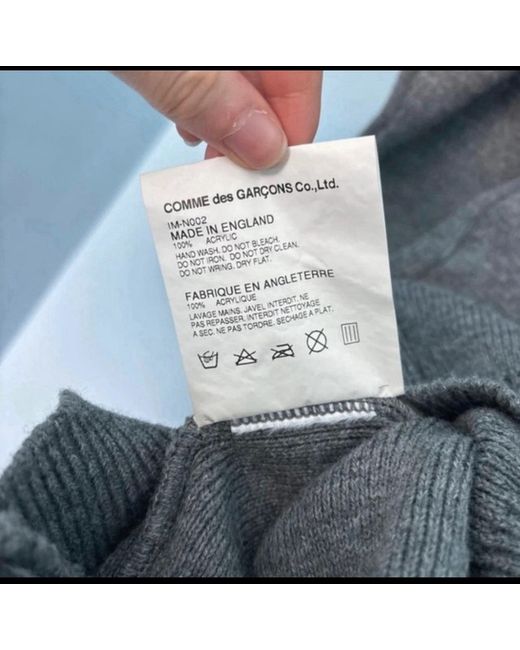 COMME des GARÇONS Co.,Ltd.
IM-N002
MADE IN ENGLAND
100% ACRYLIC
HAND WASH. DO NOT BLEACH.
DO NOT IRON. DO NOT DRY CLEAN.
DO NOT WRING. DRY FLAT.
FABRIQUE EN ANGLETERRE
100% ACRYLIQUE
LAVAGE MAINS. JAVEL INTERDIT. NE
PAS REPASSER. INTERDIT NETTOYAGE
A SEC. NE PAS TORDRE. SECHAGE A PLAT.